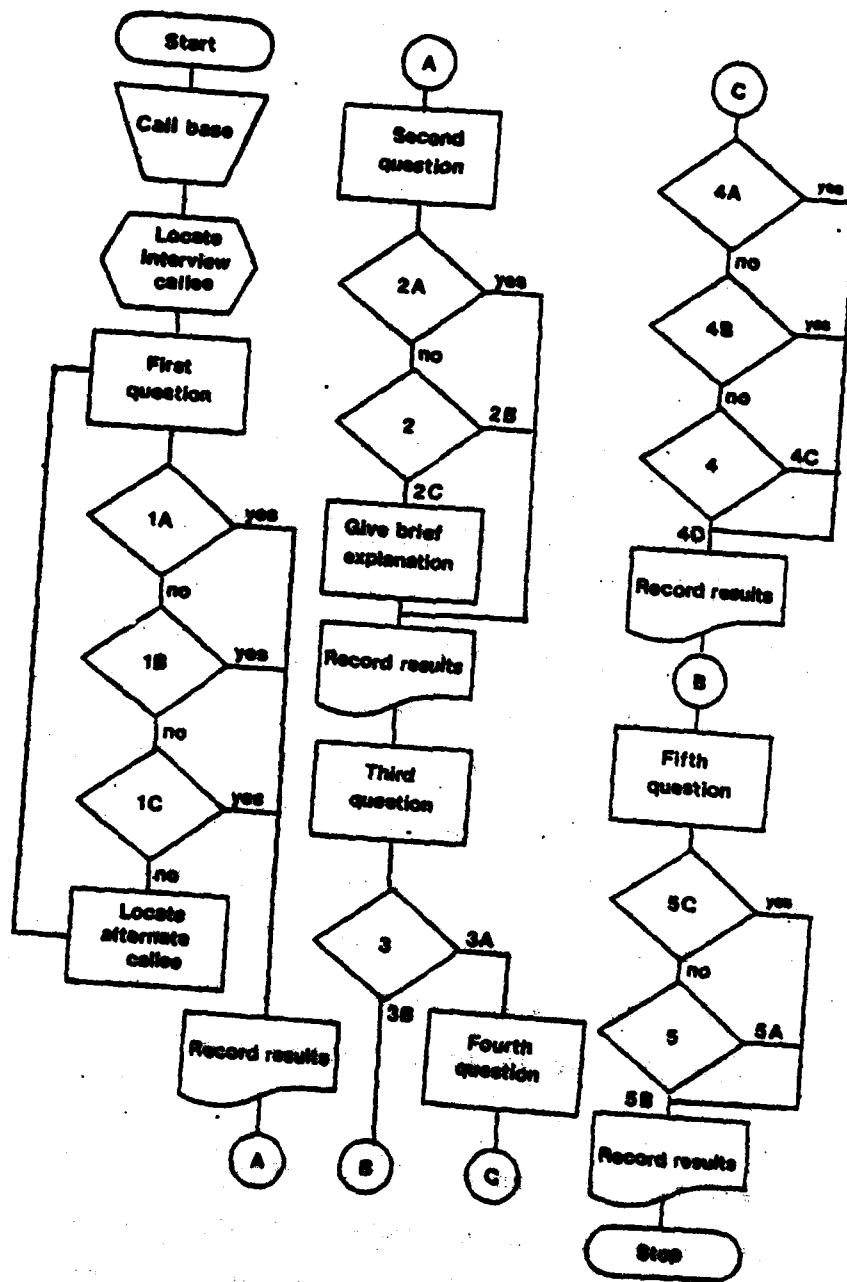 Start
Call base
Locate
interview
callee
First
question
1A
yes
no
1B
yes
no
1C
yes
no
Locate
alternate
callee
Record results
A
A
Second
question
2A
yes
no
2
2B
2C
Give brief
explanation
Record results
Third
question
3
3A
3B
Fourth
question
B
C
C
4A
yes
no
4B
yes
no
4
4C
4D
Record results
B
Fifth
question
5C
yes
no
5
5A
5B
Record results
Stop